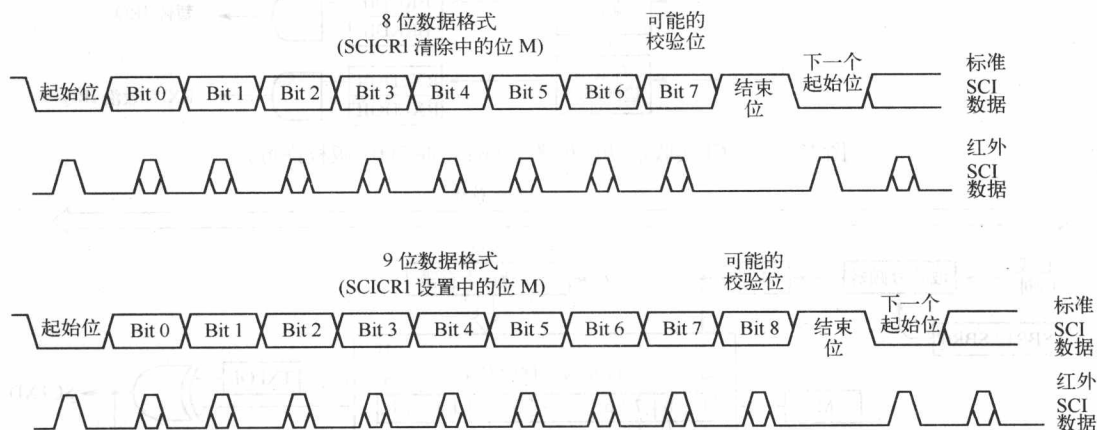 8 位数据格式
(SCICR1 清除中的位 M)
可能的
校验位
起始位 Bit 0 Bit 1 Bit 2 Bit 3 Bit 4 Bit 5 Bit 6 Bit 7 结束
位
下一个
起始位
标准
SCI
数据
红外
SCI
数据
9 位数据格式
(SCICR1 设置中的位 M)
可能的
校验位
起始位 Bit 0 Bit 1 Bit 2 Bit 3 Bit 4 Bit 5 Bit 6 Bit 7 Bit 8 结束
位
下一个
起始位
标准
SCI
数据
红外
SCI
数据